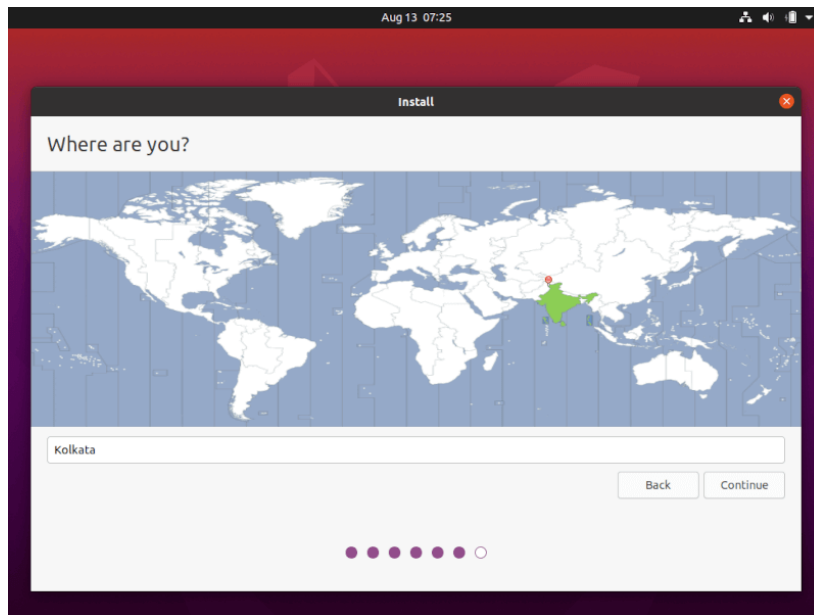 Aug 13 07:25
Install
Where are you?
Kolkata
Back
Continue